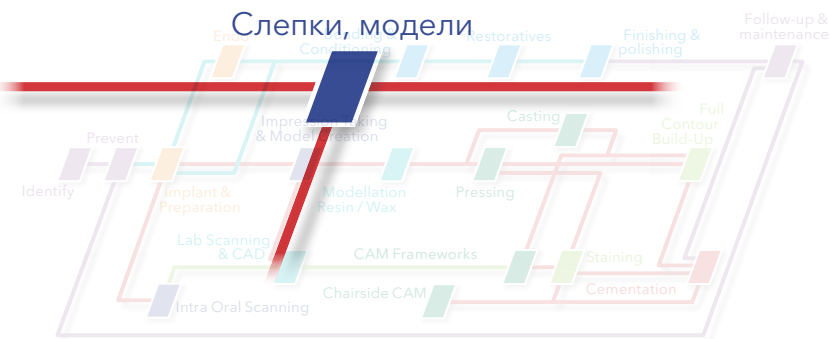 Слепки, модели
Follow-up &
maintenance
Endo
Bonding &
Conditioning
Restoratives
Finishing &
polishing
Casting
Full
Contour
Build-Up
Impression Taking
& Model Creation
Prevent
Identify
Implant &
Preparation
Modellation
Resin / Wax
Pressing
Lab Scanning
& CAD
CAM Frameworks
Staining
Cementation
Chairside CAM
Intra Oral Scanning